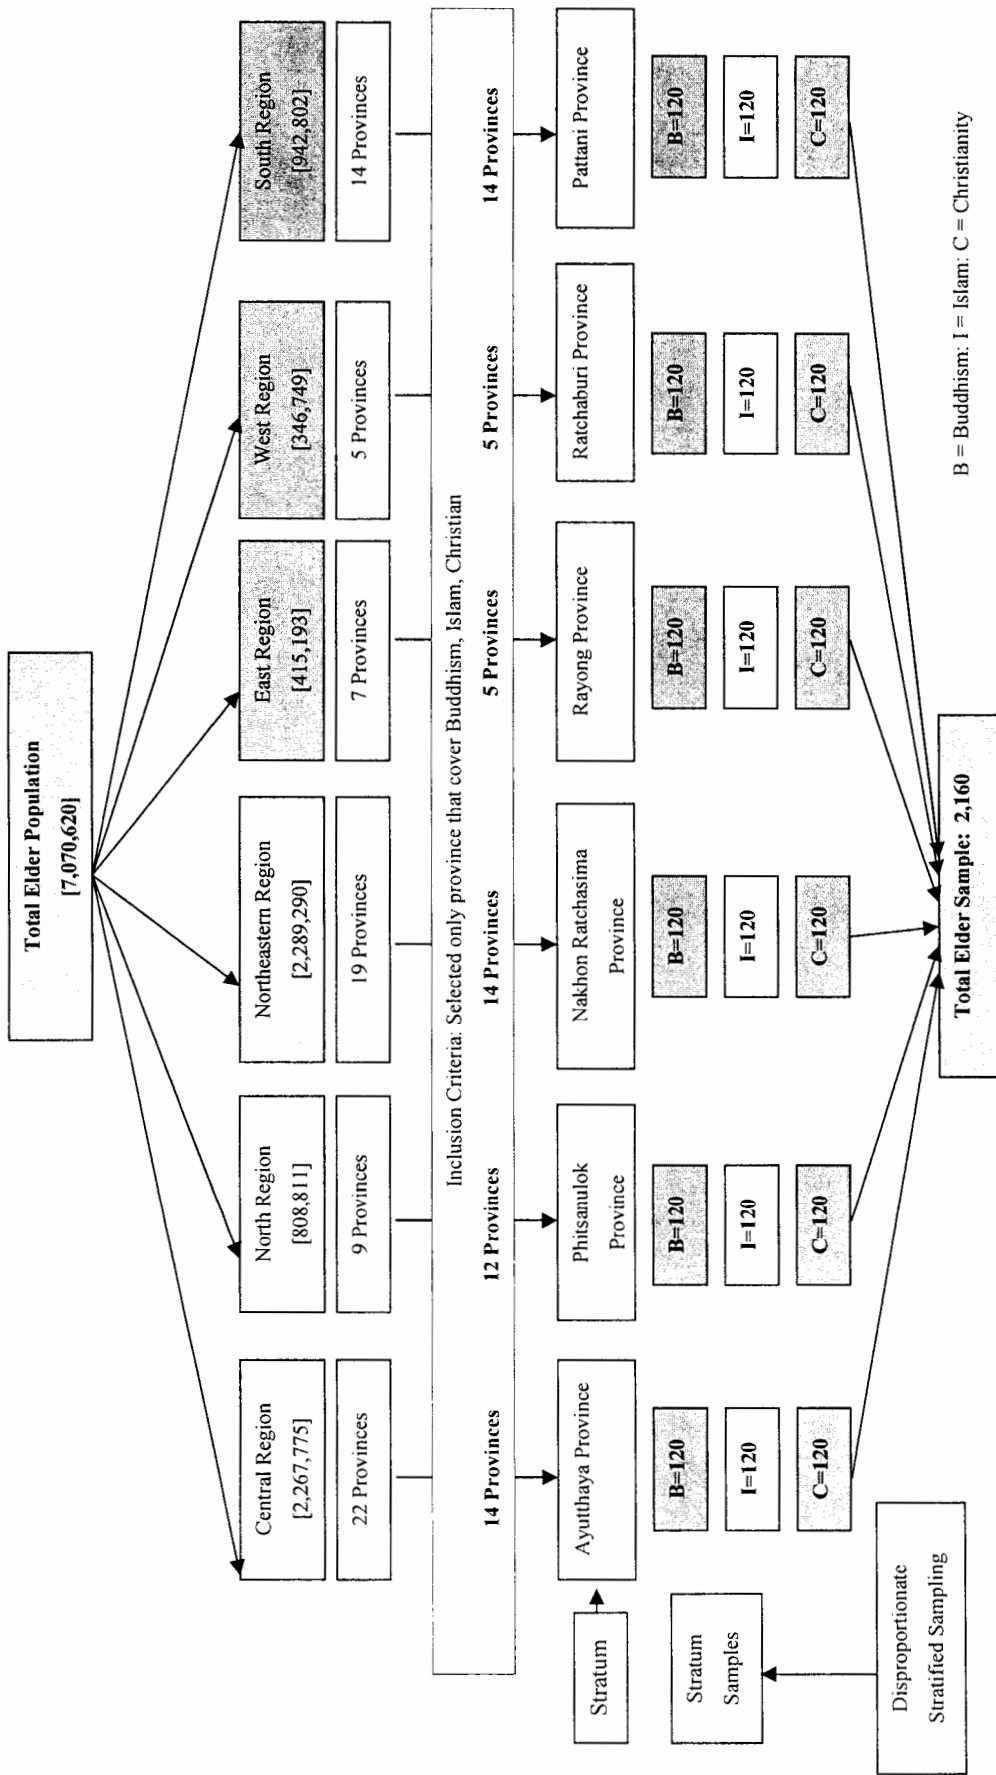 Total Elder Population
[7,070,620]
Central Region
[2,267,775]
North Region
[808,811]
Northeastern Region
[2,289,290]
East Region
[415,193]
West Region
[346,749]
South Region
[942,802]
22 Provinces
9 Provinces
19 Provinces
7 Provinces
5 Provinces
14 Provinces
Inclusion Criteria: Selected only province that cover Buddhism, Islam, Christian
14 Provinces
12 Provinces
14 Provinces
5 Provinces
5 Provinces
14 Provinces
Stratum
Ayutthaya Province
Phitsanulok
Province
Nakhon Ratchasima
Province
Rayong Province
Ratchaburi Province
Pattani Province
Stratum
Samples
B=120
B=120
B=120
B=120
B=120
B=120
I=120
I=120
I=120
I=120
I=120
I=120
C=120
C=120
C=120
C=120
C=120
C=120
Disproportionate
Stratified Sampling
Total Elder Sample: 2,160
B = Buddhism: I = Islam: C = Christianity